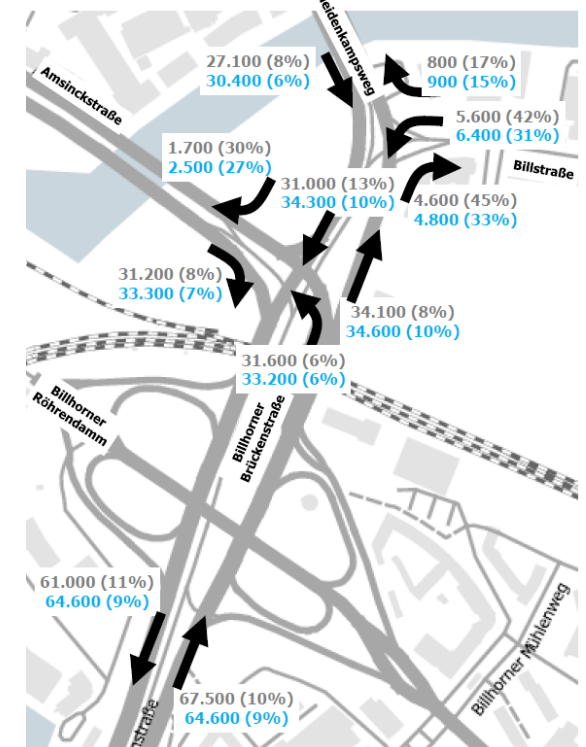 eidenkampsweg
27.100 (8%)
30.400 (6%)
800 (17%)
900 (15%)
Amsinckstraße
5.600 (42%)
6.400 (31%)
1.700 (30%)
2.500 (27%)
Billstraße
31.000 (13%)
34.300 (10%)
4.600 (45%)
4.800 (33%)
31.200 (8%)
33.300 (7%)
34.100 (8%)
34.600 (10%)
31.600 (6%)
33.200 (6%)
Billhorner
Röhrendamm
Billhorner
Brückenstraße
61.000 (11%)
64.600 (9%)
Billhorner Mühlenweg
67.500 (10%)
64.600 (9%)
nstraße